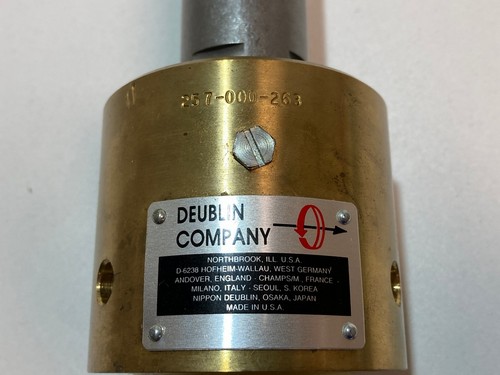 257-000-263
DEUBLIN
COMPANY
NORTHBROOK, ILL. U.S.A.
D-6238 HOFHEIM-WALLAU, WEST GERMANY
ANDOVER, ENGLAND - CHAMPS/M, FRANCE -
MILANO, ITALY - SEOUL, S. KOREA
NIPPON DEUBLIN, OSAKA, JAPAN
MADE IN U.S.A.